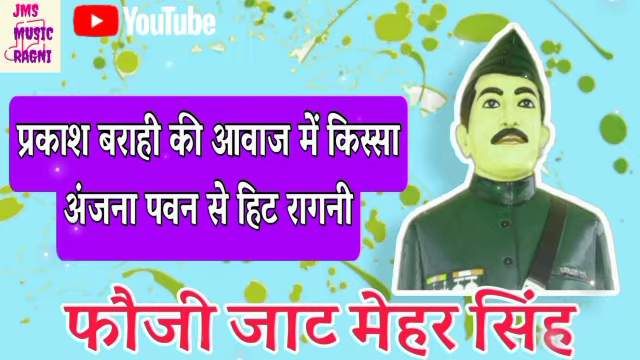 JMS
MUSIC
RAGNI
YouTube
प्रकाश बराही की आवाज में किस्सा
अंजना पवन से हिट रागनी
फौजी जाट मेहर सिंह